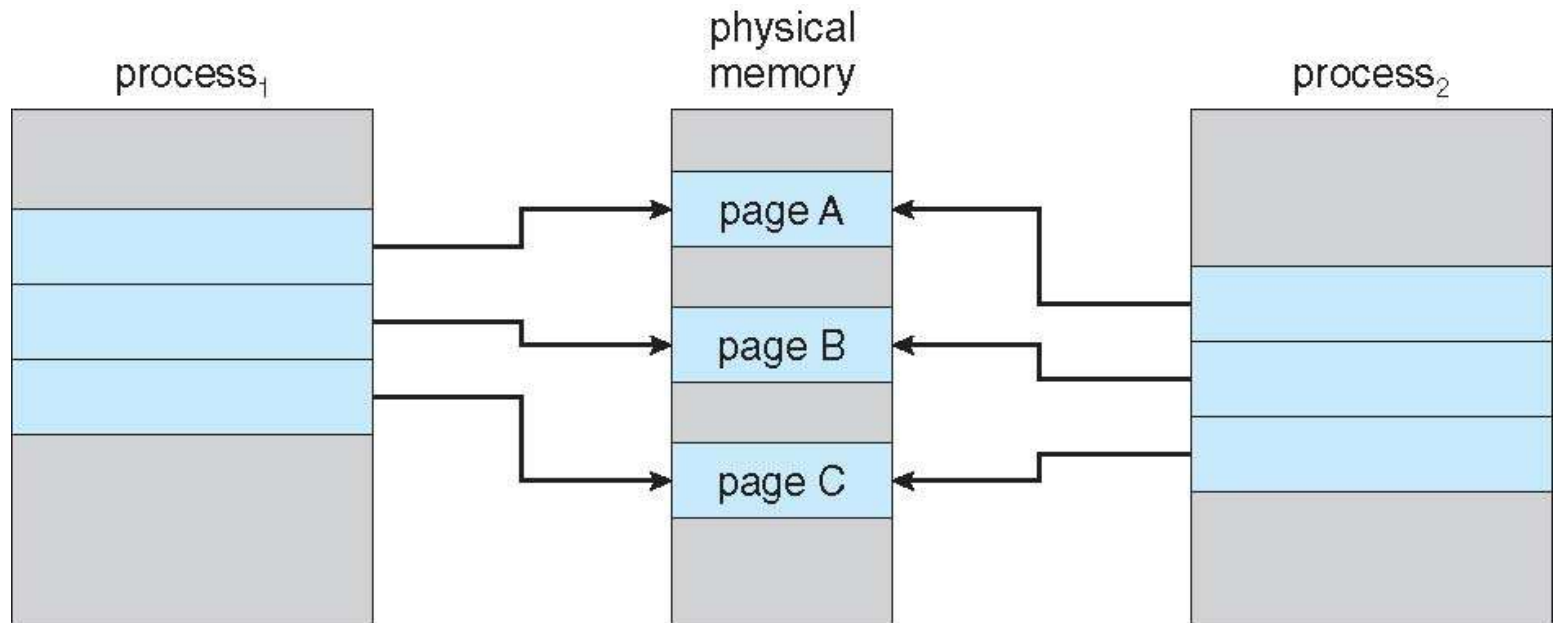 process₁
physical
memory
process₂
page A
page B
page C